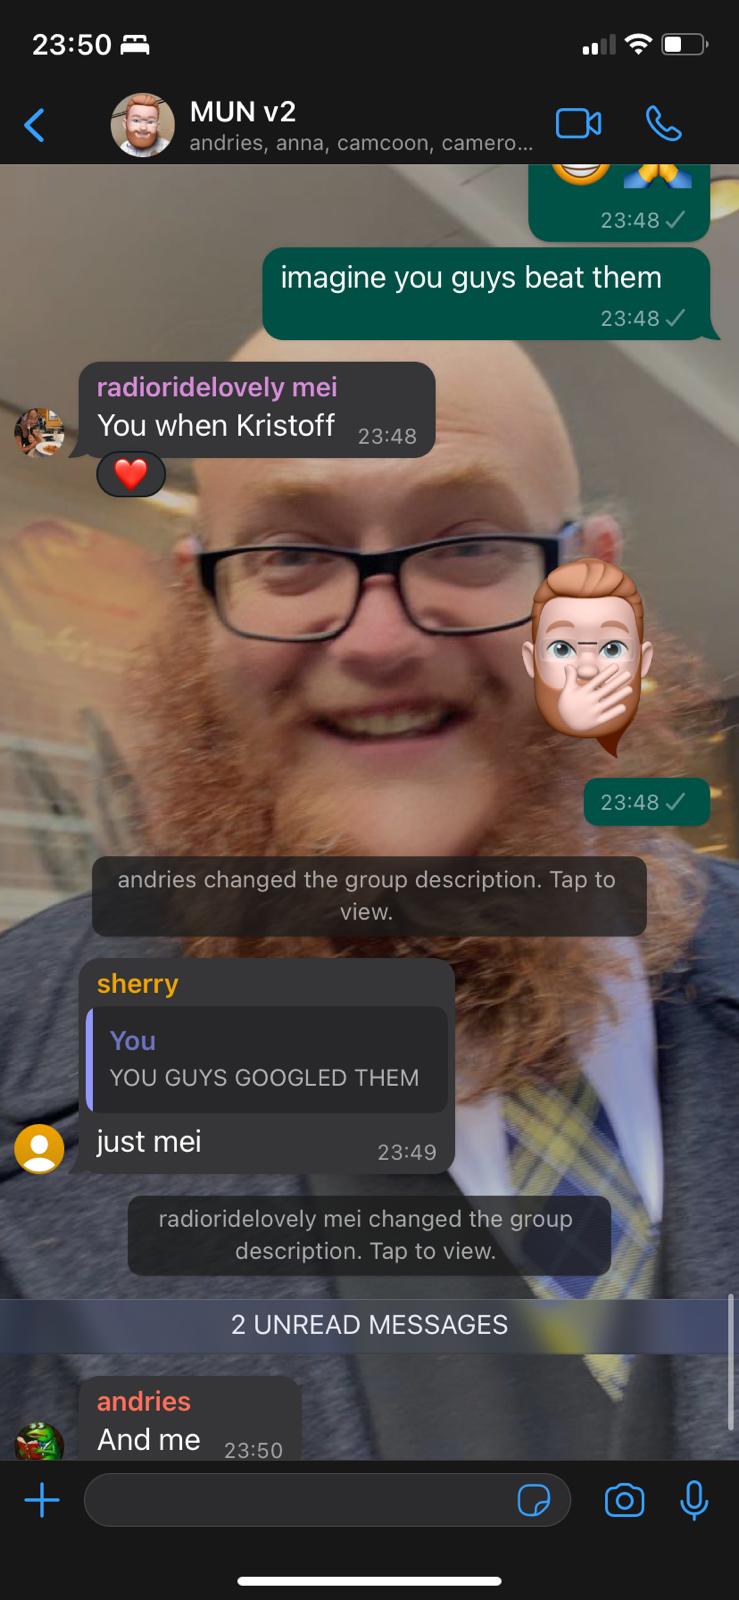 23:50
MUN v2
andries, anna, camcoon, camero...
23:48
imagine you guys beat them
23:48
radioridelovely mei
You when Kristoff 23:48
23:48
andries changed the group description. Tap to
view.
sherry
You
YOU GUYS GOOGLED THEM
just mei
23:49
radioridelovely mei changed the group
description. Tap to view.
2 UNREAD MESSAGES
andries
And me 23:50